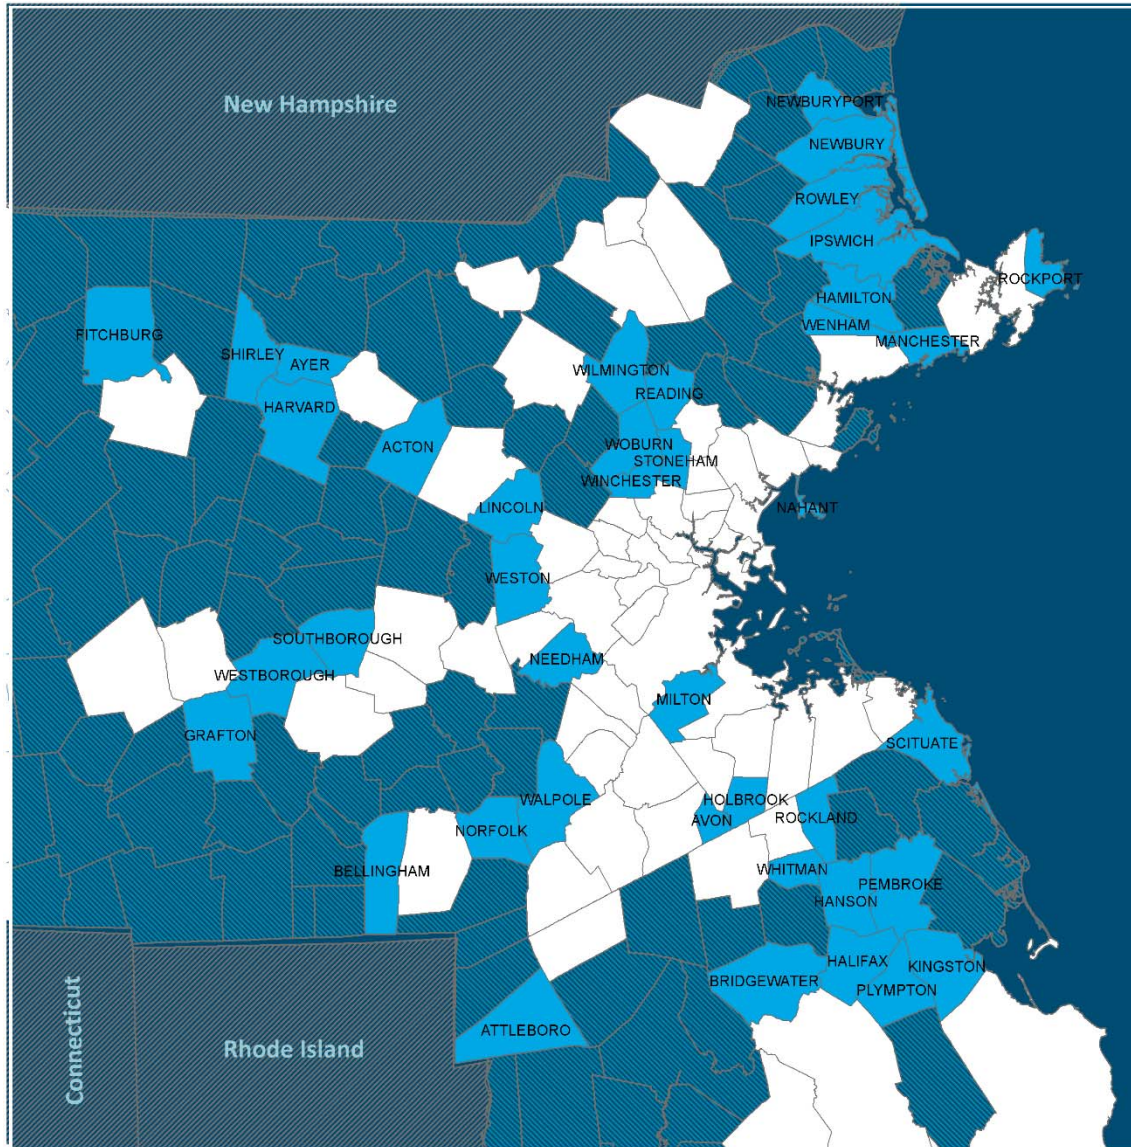 New Hampshire
NEWBURYPORT
NEWBURY
ROWLEY
IPSWICH
ROCKPORT
HAMILTON
WENHAM
MANCHESTER
FITCHBURG
SHIRLEY
AYER
WILMINGTON
READING
HARVARD
ACTON
WOBURN
STONEHAM
WINCHESTER
LINCOLN
NAHANT
WESTON
SOUTHBOROUGH
NEEDHAM
WESTBOROUGH
MILTON
GRAFTON
SCITUATE
WALPOLE
HOLBROOK
NORFOLK
AVON
ROCKLAND
BELLINGHAM
WHITMAN
PEMBROKE
HANSON
HALIFAX
KINGSTON
BRIDGEWATER
PLYMPTON
ATTLEBORO
Connecticut
Rhode Island